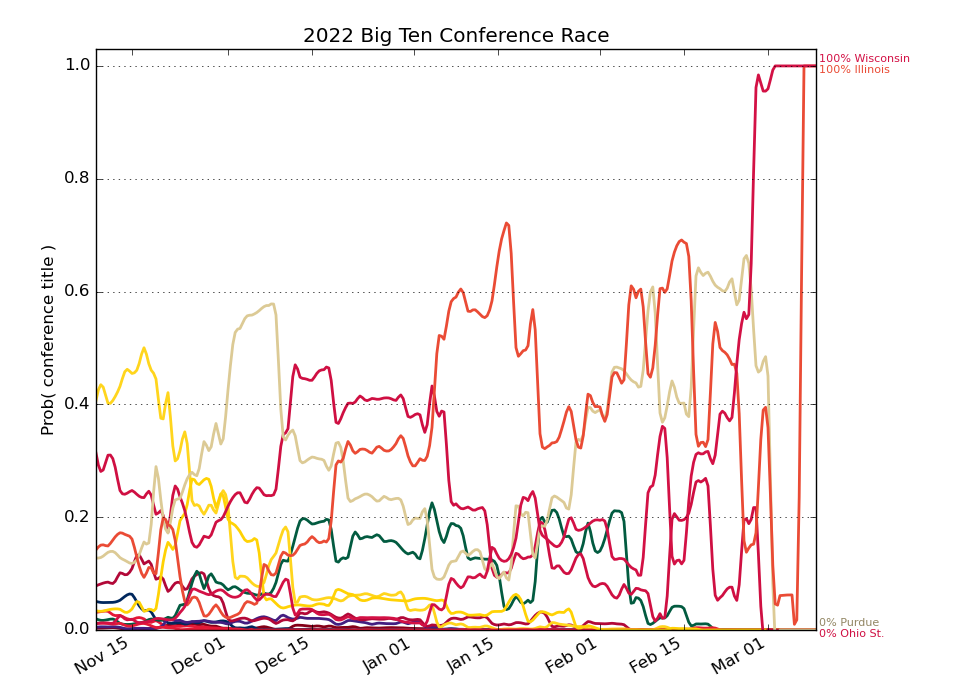 2022 Big Ten Conference Race
Prob( conference title )
1.0
0.8
0.6
0.4
0.2
0.0
100% Wisconsin
100% Illinois
0% Purdue
0% Ohio St.
Nov 15
Dec 01
Dec 15
Jan 01
Jan 15
Feb 01
Feb 15
Mar 01